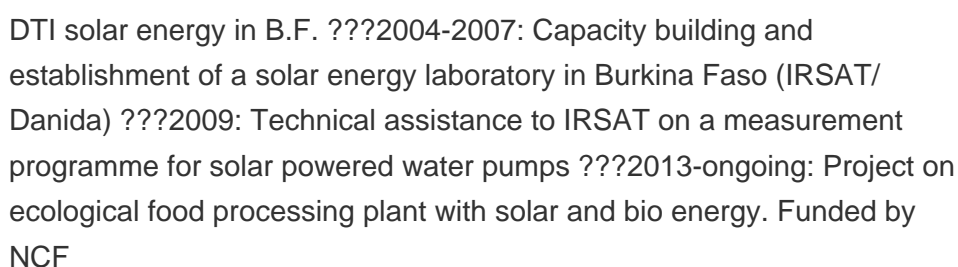 DTI solar energy in B.F. ???2004-2007: Capacity building and
establishment of a solar energy laboratory in Burkina Faso (IRSAT/
Danida) ???2009: Technical assistance to IRSAT on a measurement
programme for solar powered water pumps ???2013-ongoing: Project on
ecological food processing plant with solar and bio energy. Funded by
NCF